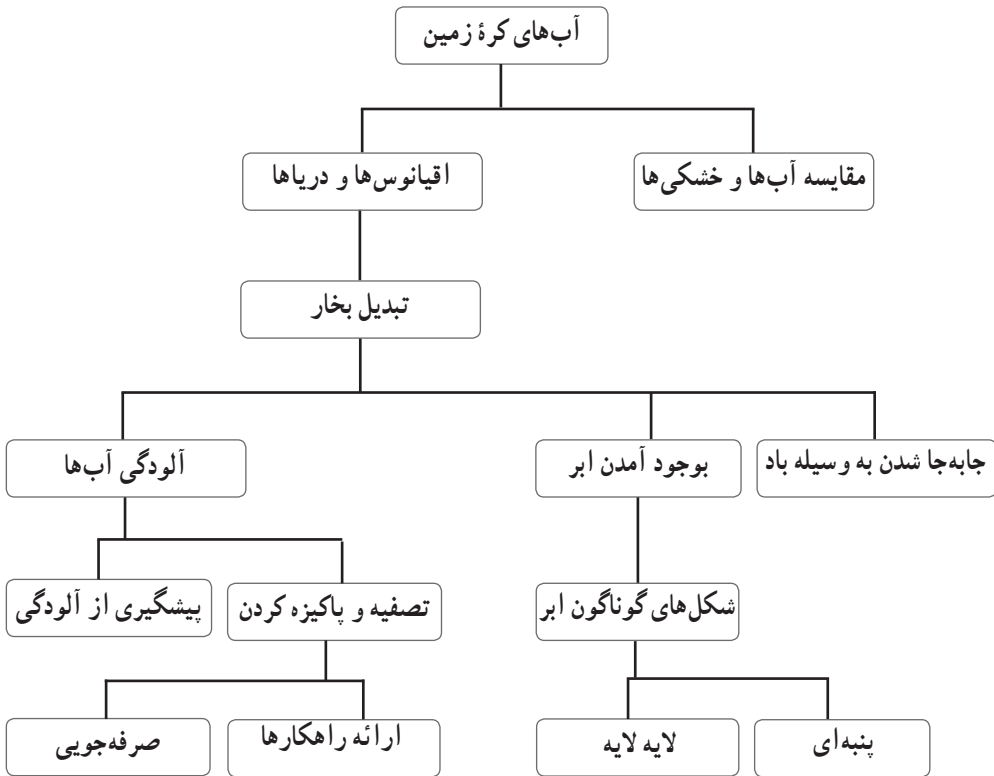 آب‌های کرهٔ زمین
مقایسه آب‌ها و خشکی‌ها
اقیانوس‌ها و دریاها
تبدیل بخار
جابه‌جا شدن به وسیله باد
بوجود آمدن ابر
آلودگی آب‌ها
شکل‌های گوناگون ابر
تصفیه و پاکیزه کردن
پیشگیری از آلودگی
پنبه‌ای
لایه لایه
ارائه راهکارها
صرفه‌جویی